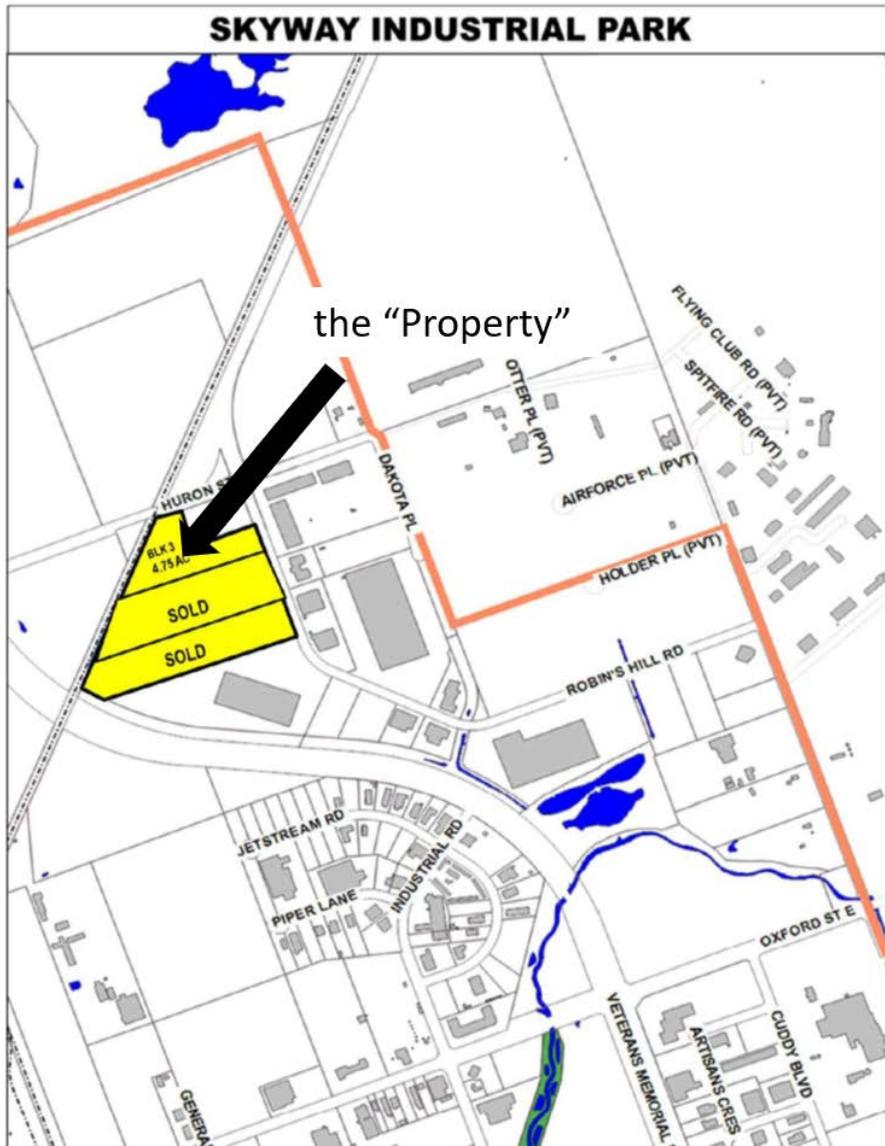 SKYWAY INDUSTRIAL PARK
the “Property”
FLYING CLUB RD (PVT)
SPITFIRE RD (PVT)
OTTER PL (PVT)
DAKOTA PL
AIRFORCE PL (PVT)
HURON
BLK 3
4.75
HOLDER PL (PVT)
SOLD
SOLD
ROBIN'S HILL RD
JETSTREAM RD
INDUSTRIAL RD
PIPER LANE
OXFORD ST E
VETERANS MEMORIAL
ARTISANS CRES
CUDDY BLVD